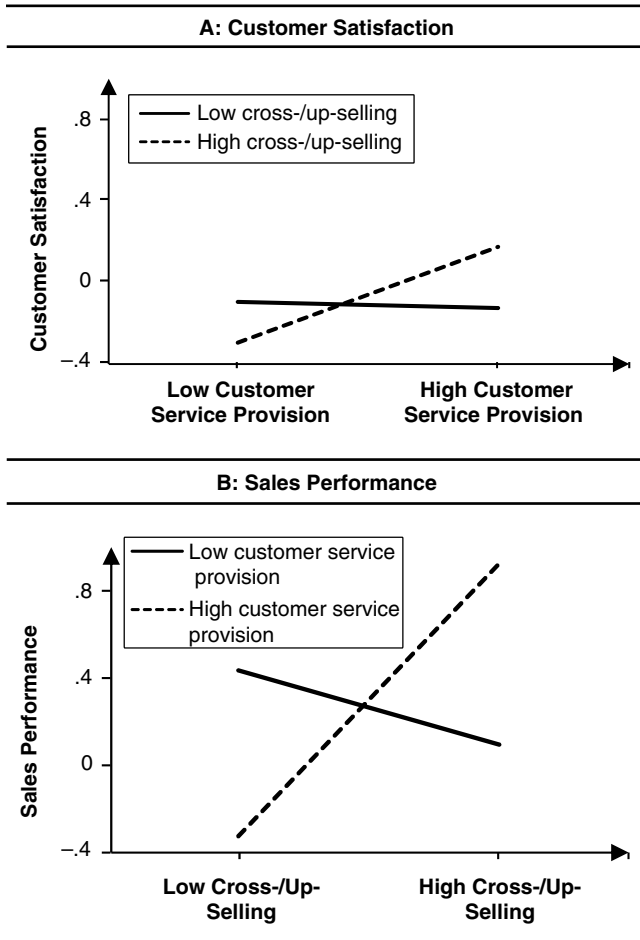 A: Customer Satisfaction
Customer Satisfaction
.8
.4
0
–.4
Low cross-/up-selling
High cross-/up-selling
Low Customer
Service Provision
High Customer
Service Provision
B: Sales Performance
Sales Performance
.8
.4
0
–.4
Low customer service
provision
High customer service
provision
Low Cross-/Up-
Selling
High Cross-/Up-
Selling